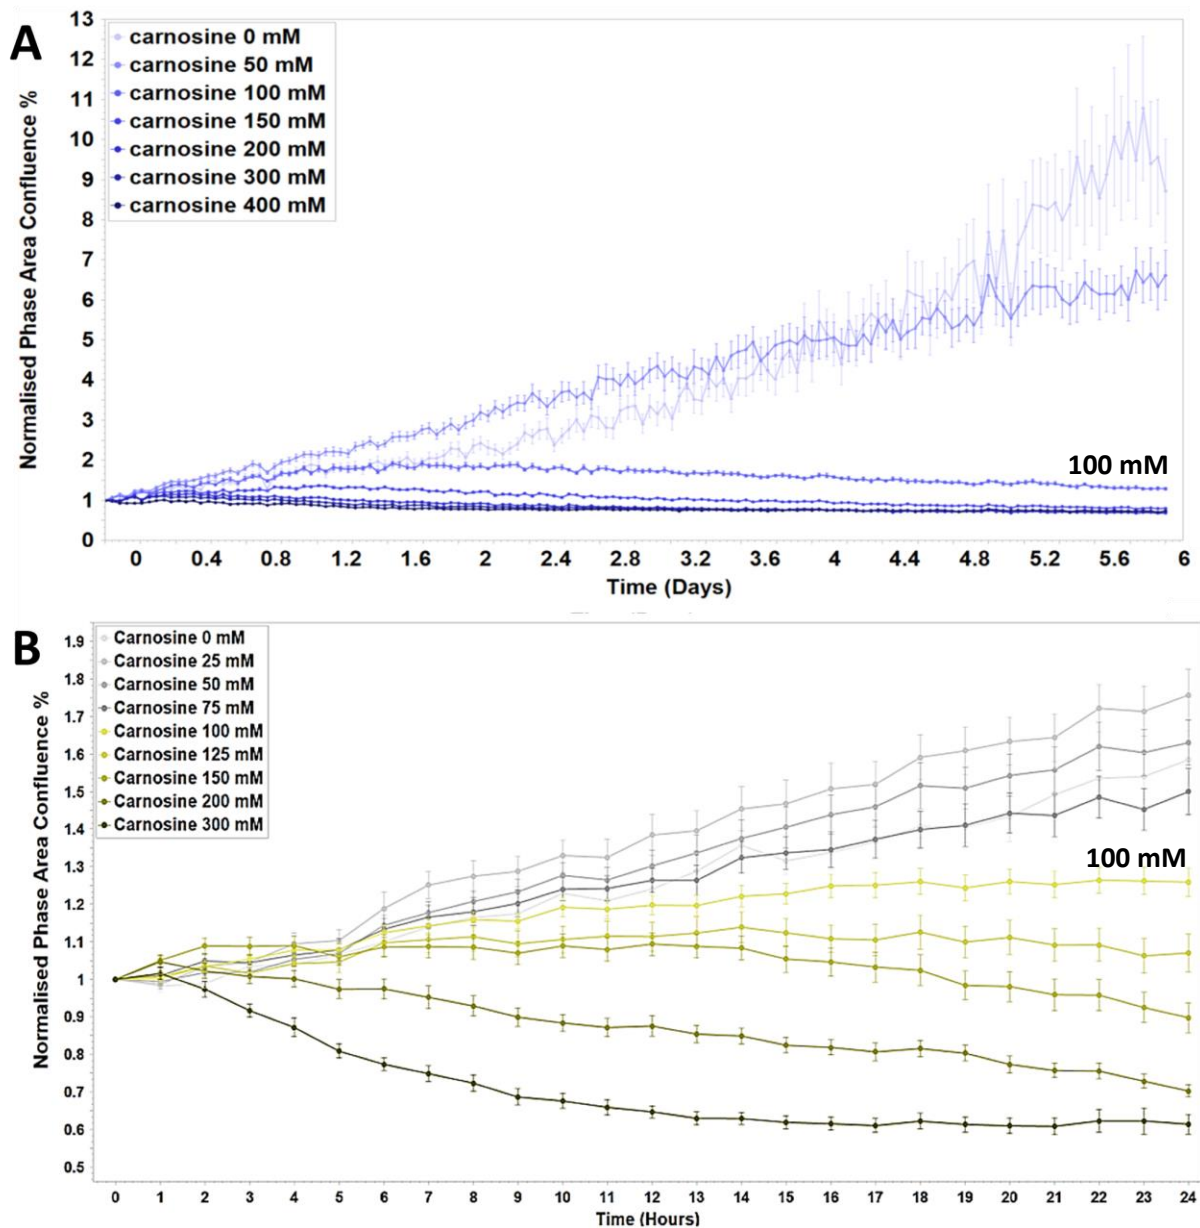 A
Normalised Phase Area Confluence %
13
12
11
10
9
8
7
6
5
4
3
2
1
0
carnosine 0 mM
carnosine 50 mM
carnosine 100 mM
carnosine 150 mM
carnosine 200 mM
carnosine 300 mM
carnosine 400 mM
100 mM
0 0.4 0.8 1.2 1.6 2 2.4 2.8 3.2 3.6 4 4.4 4.8 5.2 5.6 6
Time (Days)
B
Normalised Phase Area Confluence %
1.9
1.8
1.7
1.6
1.5
1.4
1.3
1.2
1.1
1
0.9
0.8
0.7
0.6
0.5
Carnosine 0 mM
Carnosine 25 mM
Carnosine 50 mM
Carnosine 75 mM
Carnosine 100 mM
Carnosine 125 mM
Carnosine 150 mM
Carnosine 200 mM
Carnosine 300 mM
100 mM
0 1 2 3 4 5 6 7 8 9 10 11 12 13 14 15 16 17 18 19 20 21 22 23 24
Time (Hours)